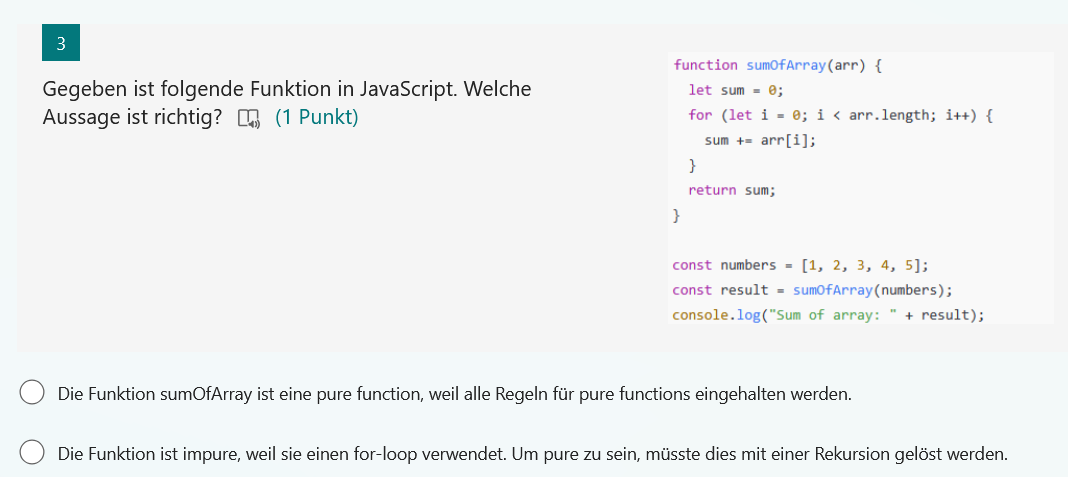 3
Gegeben ist folgende Funktion in JavaScript. Welche
Aussage ist richtig? (1 Punkt)
function sumOfArray(arr) {
  let sum = 0;
  for (let i = 0; i < arr.length; i++) {
    sum += arr[i];
  }
  return sum;
}
const numbers = [1, 2, 3, 4, 5];
const result = sumOfArray(numbers);
console.log("Sum of array: " + result);
Die Funktion sumOfArray ist eine pure function, weil alle Regeln für pure functions eingehalten werden.
Die Funktion ist impure, weil sie einen for-loop verwendet. Um pure zu sein, müsste dies mit einer Rekursion gelöst werden.